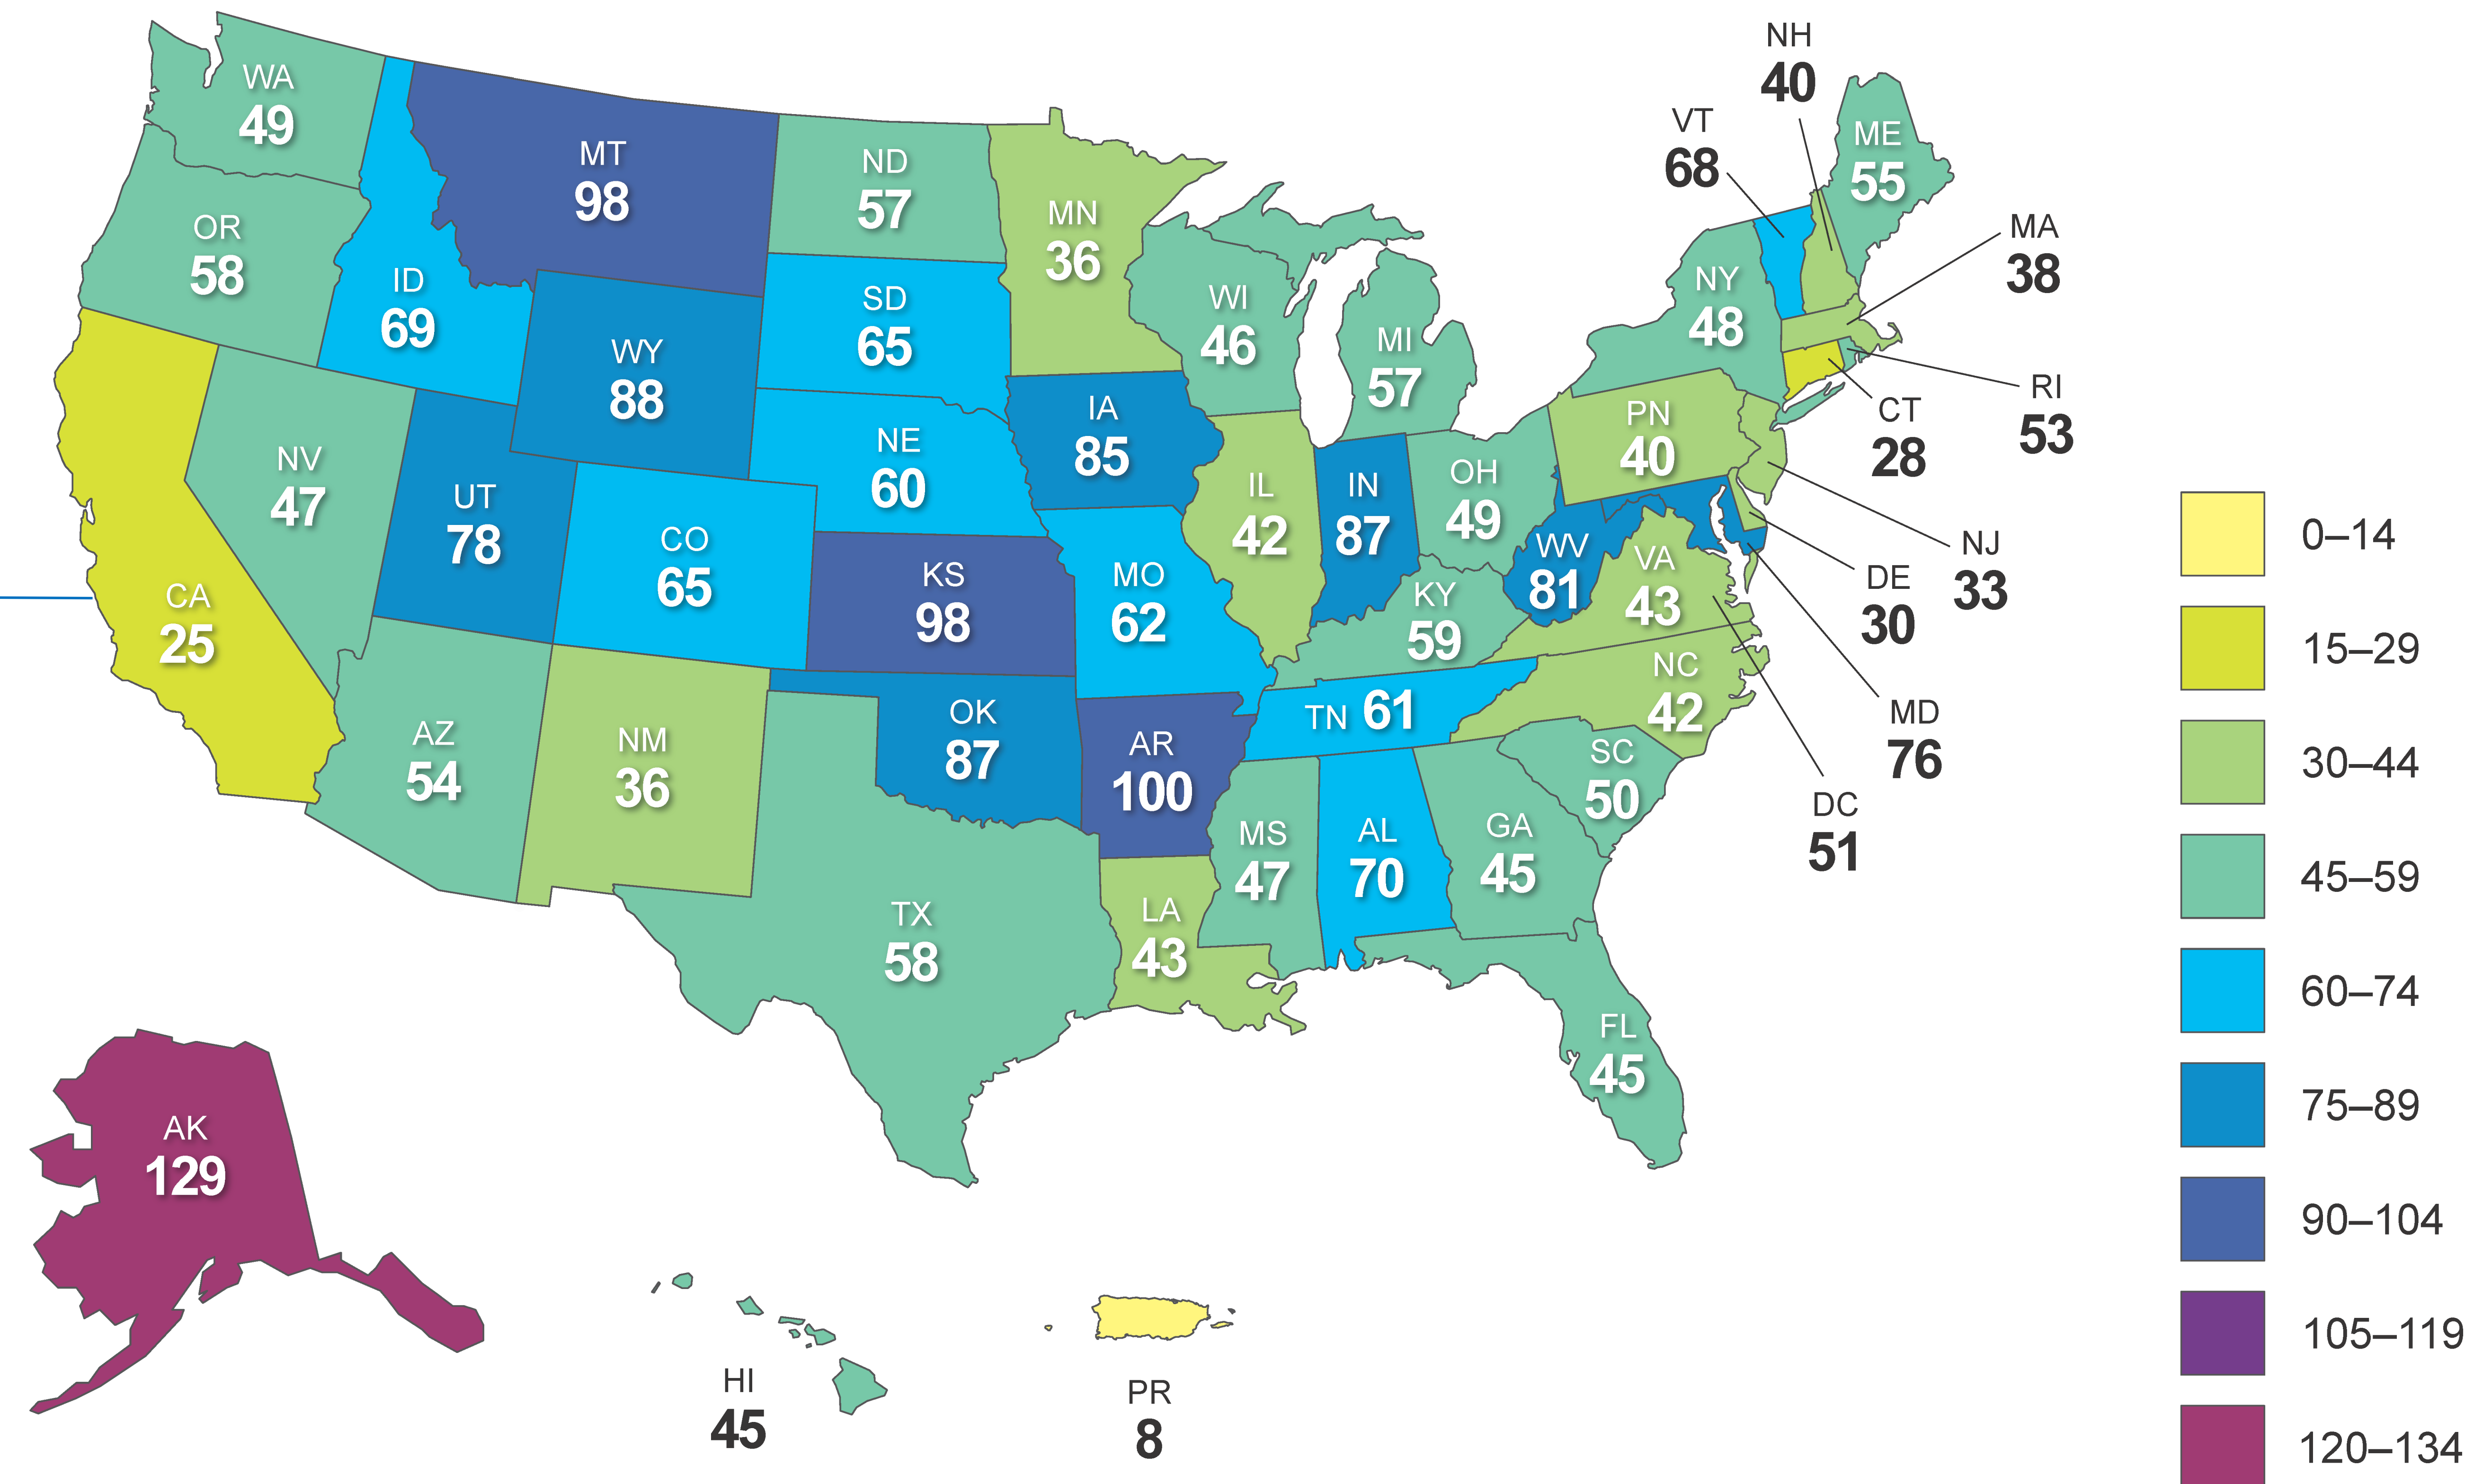 WA
49
OR
58
CA
25
NV
47
ID
69
MT
98
WY
88
UT
78
CO
65
AZ
54
NM
36
ND
57
SD
65
NE
60
KS
98
OK
87
TX
58
MN
36
IA
85
MO
62
AR
100
LA
43
WI
46
IL
42
MI
57
IN
87
OH
49
KY
59
TN 61
MS
47
AL
70
GA
45
FL
45
SC
50
NC
42
VA
43
WV
81
PN
40
NY
48
VT
68
NH
40
ME
55
MA
38
RI
53
CT
28
NJ
33
DE
30
MD
76
DC
51
AK
129
HI
45
PR
8
0–14
15–29
30–44
45–59
60–74
75–89
90–104
105–119
120–134